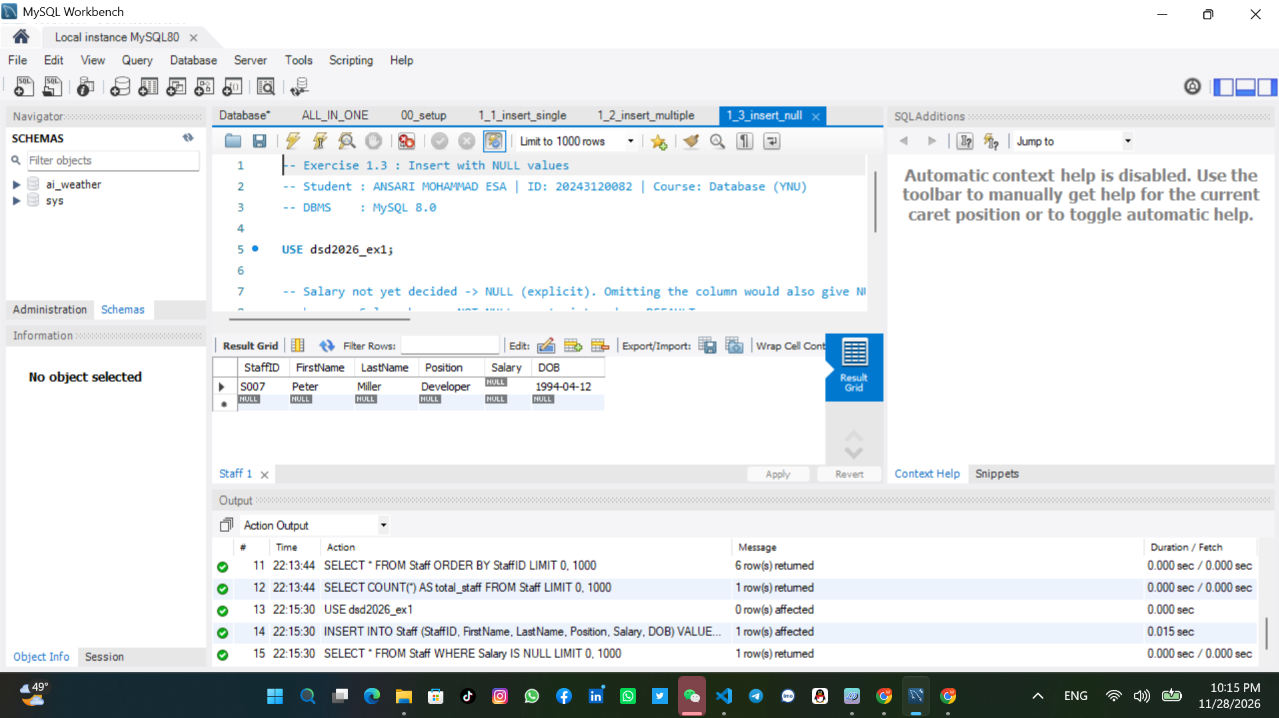 MySQL Workbench
Local instance MySQL80
File Edit View Query Database Server Tools Scripting Help
Navigator
SCHEMAS
Filter objects
ai_weather
sys
Administration Schemas
Information
No object selected
Object Info Session
Database* ALL_IN_ONE 00_setup 1_1_insert_single 1_2_insert_multiple 1_3_insert_null
Limit to 1000 rows
1 -- Exercise 1.3 : Insert with NULL values
2 -- Student : ANSARI MOHAMMAD ESA | ID: 20243120082 | Course: Database (YNU)
3 -- DBMS : MySQL 8.0
4
5 USE dsd2026_ex1;
6
7 -- Salary not yet decided -> NULL (explicit). Omitting the column would also give
Result Grid Filter Rows: Edit: Export/Import: Wrap Cell Cont
StaffID FirstName LastName Position Salary DOB
S007 Peter Miller Developer NULL 1994-04-12
NULL NULL NULL NULL NULL NULL
Result
Grid
Staff 1 Apply Revert
SQLAdditions
Jump to
Automatic context help is disabled. Use the
toolbar to manually get help for the current
caret position or to toggle automatic help.
Context Help Snippets
Output
Action Output
# Time Action Message Duration / Fetch
11 22:13:44 SELECT * FROM Staff ORDER BY StaffID LIMIT 0, 1000 6 row(s) returned 0.000 sec / 0.000 sec
12 22:13:44 SELECT COUNT(*) AS total_staff FROM Staff LIMIT 0, 1000 1 row(s) returned 0.000 sec / 0.000 sec
13 22:15:30 USE dsd2026_ex1 0 row(s) affected 0.000 sec
14 22:15:30 INSERT INTO Staff (StaffID, FirstName, LastName, Position, Salary, DOB) VALUE... 1 row(s) affected 0.015 sec
15 22:15:30 SELECT * FROM Staff WHERE Salary IS NULL LIMIT 0, 1000 1 row(s) returned 0.000 sec / 0.000 sec
49°
ENG
10:15 PM
11/28/2026